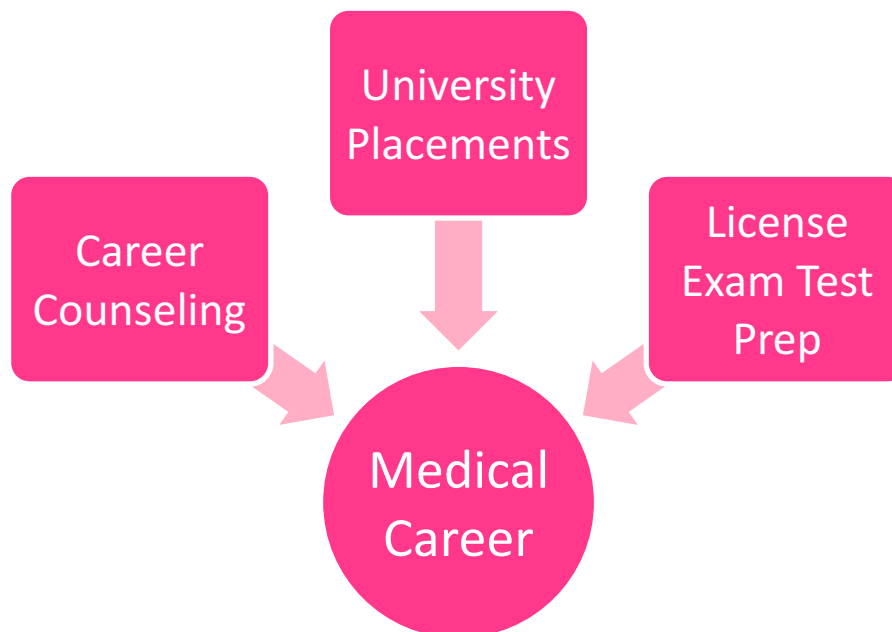 University
Placements
Career
Counseling
License
Exam Test
Prep
Medical
Career